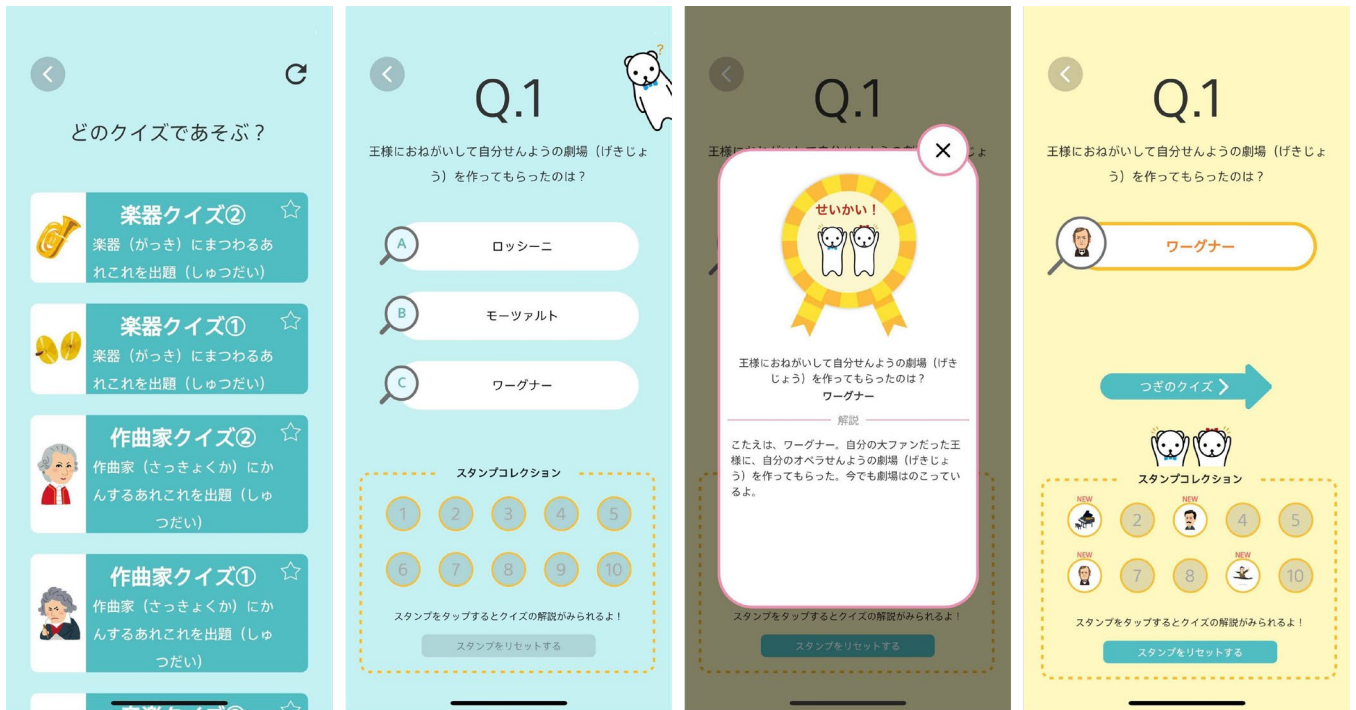 どのクイズであそぶ？
楽器クイズ②
楽器（がっき）にまつわるあ
れこれを出題（しゅつだい）
楽器クイズ①
楽器（がっき）にまつわるあ
れこれを出題（しゅつだい）
作曲家クイズ②
作曲家（さっきょくか）にか
んするあれこれを出題（しゅ
つだい）
作曲家クイズ①
作曲家（さっきょくか）にか
んするあれこれを出題（しゅ
つだい）
Q.1
?
王様におねがいして自分せんようの劇場（げきじょ
う）を作ってもらったのは？
A
ロッシーニ
B
モーツァルト
C
ワーグナー
スタンプコレクション
1 2 3 4 5
6 7 8 9 10
スタンプをタップするとクイズの解説がみられるよ！
スタンプをリセットする
Q.1
せいかい！
王様におねがいして自分せんようの劇場（げき
じょう）を作ってもらったのは？
ワーグナー
解説
こたえは、ワーグナー。自分の大ファンだった王
様に、自分のオペラせんようの劇場（げきじょ
う）を作ってもらった。今でも劇場はのこってい
るよ。
スタンプをタップするとクイズの解説がみられるよ！
スタンプをリセットする
Q.1
王様におねがいして自分せんようの劇場（げきじょ
う）を作ってもらったのは？
ワーグナー
つぎのクイズ
スタンプコレクション
NEW NEW
2 4 5
NEW NEW
7 8 10
スタンプをタップするとクイズの解説がみられるよ！
スタンプをリセットする